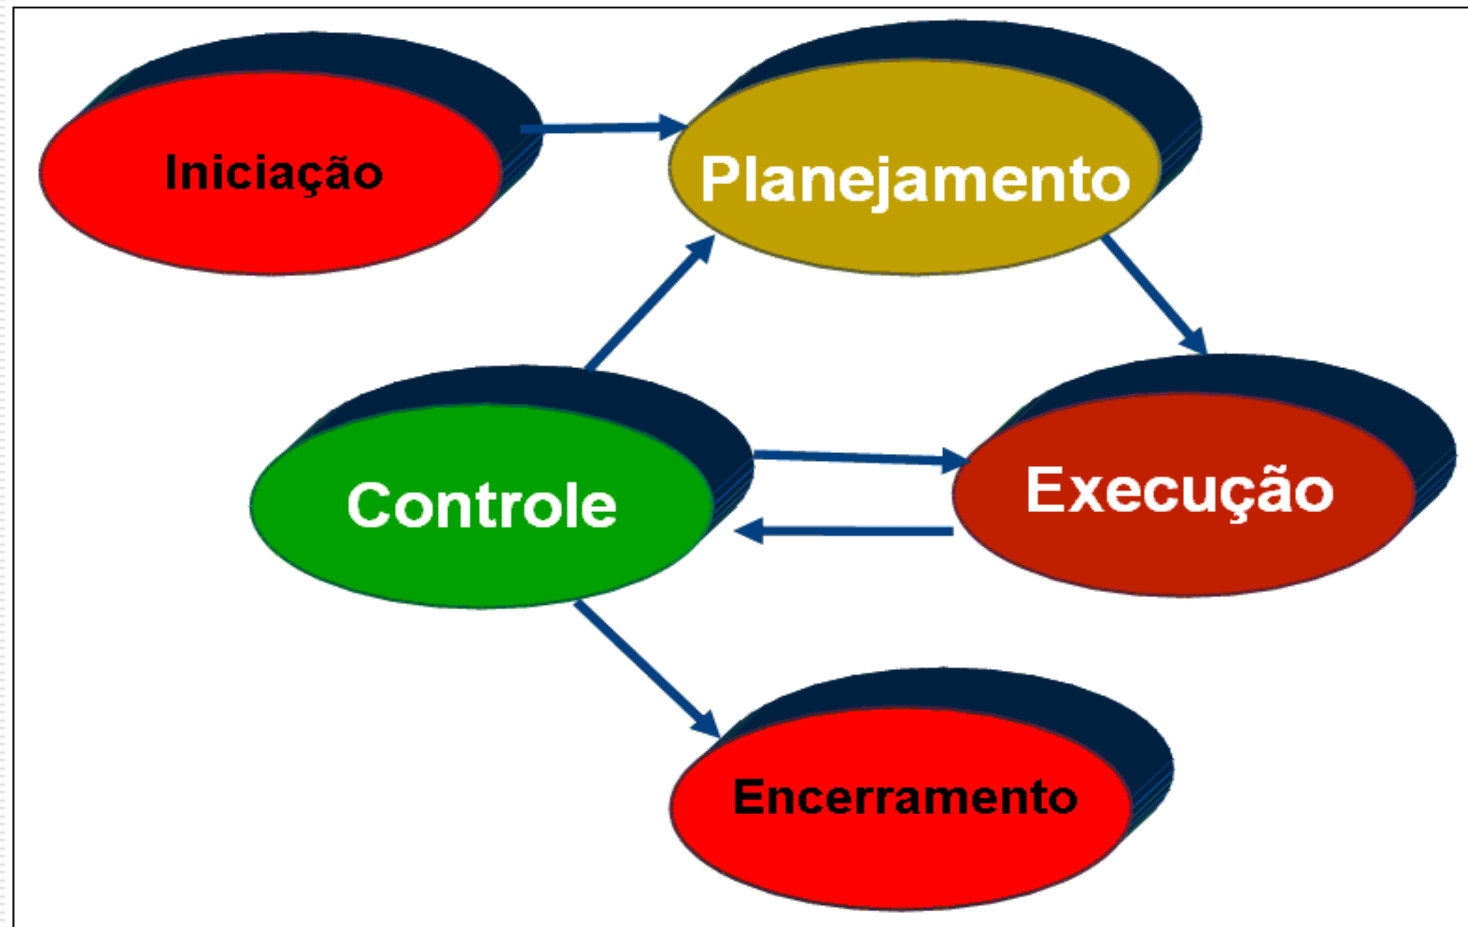 Iniciação
Planejamento
Controle
Execução
Encerramento